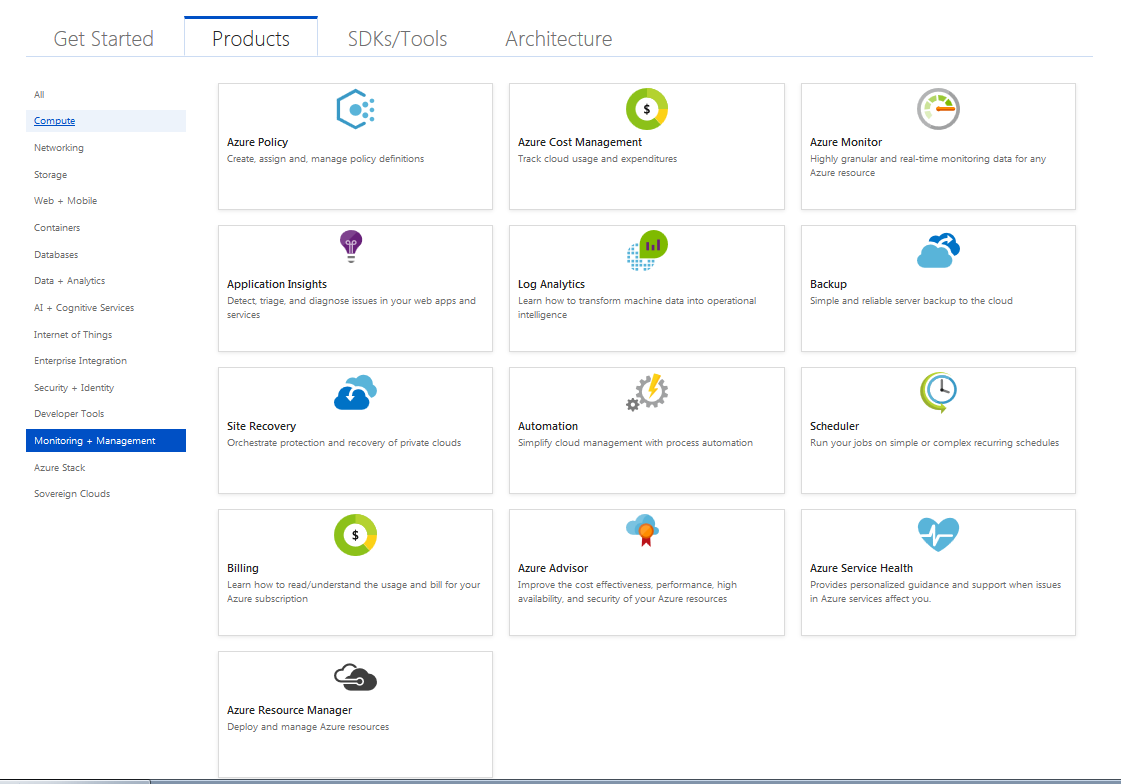 Get Started
Products
SDKs/Tools
Architecture
All
Compute
Networking
Storage
Web + Mobile
Containers
Databases
Data + Analytics
AI + Cognitive Services
Internet of Things
Enterprise Integration
Security + Identity
Developer Tools
Monitoring + Management
Azure Stack
Sovereign Clouds
Azure Policy
Create, assign and, manage policy definitions
$
Azure Cost Management
Track cloud usage and expenditures
Azure Monitor
Highly granular and real-time monitoring data for any
Azure resource
Application Insights
Detect, triage, and diagnose issues in your web apps and
services
Log Analytics
Learn how to transform machine data into operational
intelligence
Backup
Simple and reliable server backup to the cloud
Site Recovery
Orchestrate protection and recovery of private clouds
Automation
Simplify cloud management with process automation
Scheduler
Run your jobs on simple or complex recurring schedules
$
Billing
Learn how to read/understand the usage and bill for your
Azure subscription
Azure Advisor
Improve the cost effectiveness, performance, high
availability, and security of your Azure resources
Azure Service Health
Provides personalized guidance and support when issues
in Azure services affect you.
Azure Resource Manager
Deploy and manage Azure resources